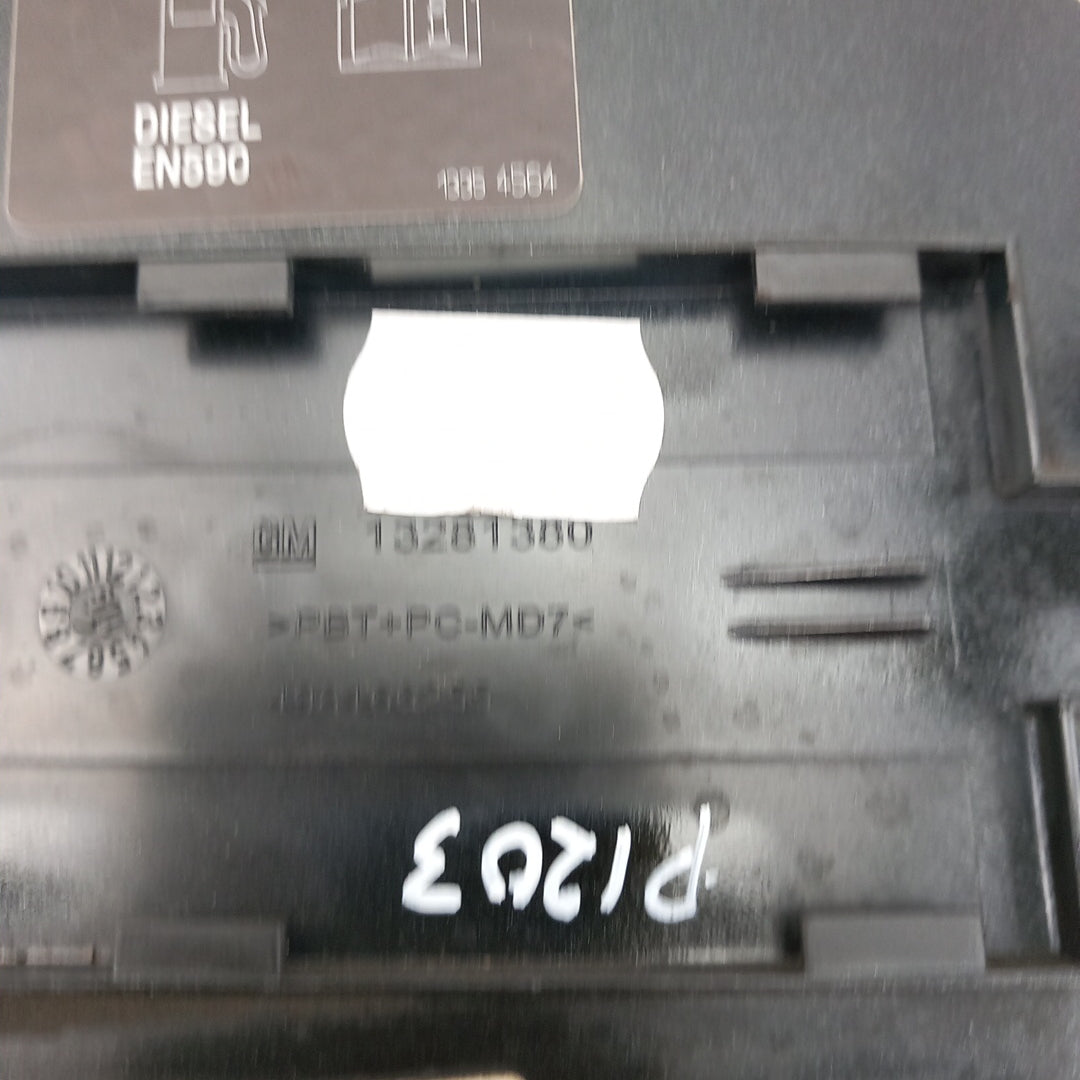 DIESEL
EN590
1335 4564
GM 13281380
>PBT+PC-MD7<
P1203